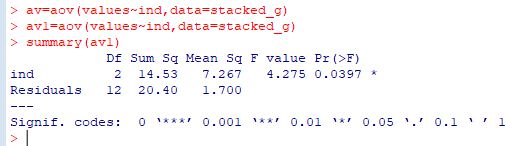 > av=aov(values~ind,data=stacked_g)
> av1=aov(values~ind,data=stacked_g)
> summary(av1)
            Df Sum Sq Mean Sq F value Pr(>F)
ind          2  14.53   7.267   4.275 0.0397 *
Residuals   12  20.40   1.700
---
Signif. codes:  0 ‘***’ 0.001 ‘**’ 0.01 ‘*’ 0.05 ‘.’ 0.1 ‘ ’ 1
>